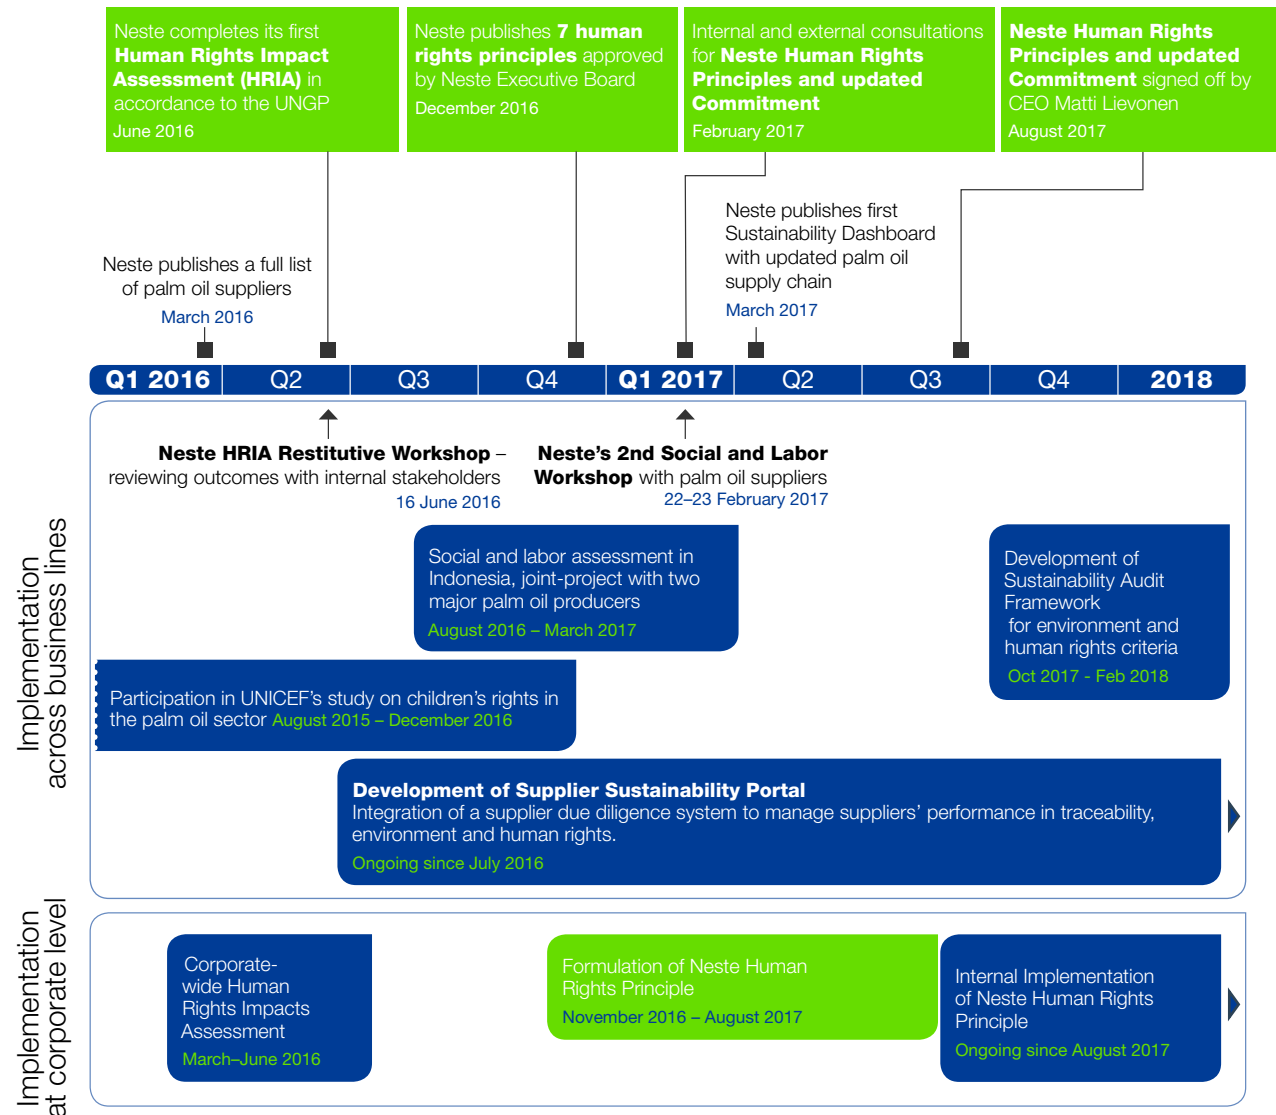 Neste completes its first
Human Rights Impact
Assessment (HRIA) in
accordance to the UNGP
June 2016
Neste publishes 7 human
rights principles approved
by Neste Executive Board
December 2016
Internal and external consultations
for Neste Human Rights
Principles and updated
Commitment
February 2017
Neste Human Rights
Principles and updated
Commitment signed off by
CEO Matti Lievonen
August 2017
Neste publishes a full list
of palm oil suppliers
March 2016
Neste publishes first
Sustainability Dashboard
with updated palm oil
supply chain
March 2017
Q1 2016 Q2 Q3 Q4 Q1 2017 Q2 Q3 Q4 2018
Neste HRIA Restitutive Workshop –
reviewing outcomes with internal stakeholders
16 June 2016
Neste's 2nd Social and Labor
Workshop with palm oil suppliers
22–23 February 2017
Implementation
across business lines
Social and labor assessment in
Indonesia, joint-project with two
major palm oil producers
August 2016 – March 2017
Development of
Sustainability Audit
Framework
for environment and
human rights criteria
Oct 2017 - Feb 2018
Participation in UNICEF's study on children's rights in
the palm oil sector August 2015 – December 2016
Development of Supplier Sustainability Portal
Integration of a supplier due diligence system to manage suppliers' performance in traceability,
environment and human rights.
Ongoing since July 2016
Implementation
at corporate level
Corporate-
wide Human
Rights Impacts
Assessment
March–June 2016
Formulation of Neste Human
Rights Principle
November 2016 – August 2017
Internal Implementation
of Neste Human Rights
Principle
Ongoing since August 2017